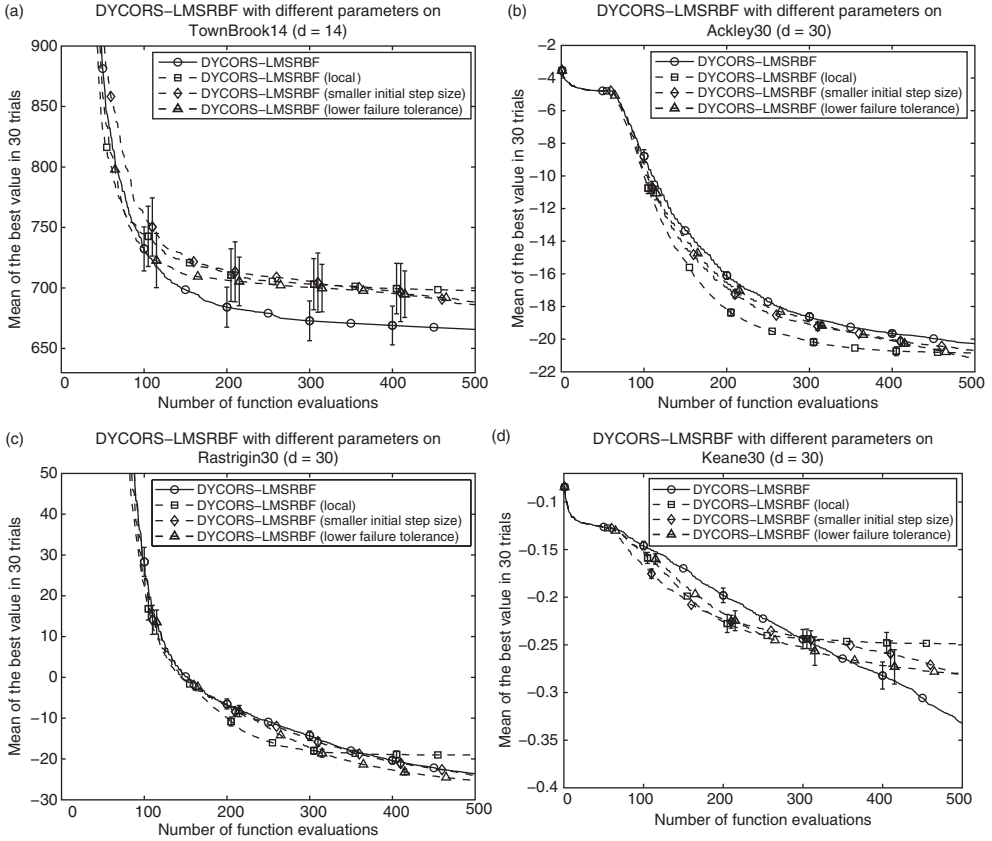 (a)
DYCORS−LMSRBF with different parameters on
TownBrook14 (d = 14)
900
850
800
750
700
650
0
100
200
300
400
500
Mean of the best value in 30 trials
Number of function evaluations
DYCORS−LMSRBF
DYCORS−LMSRBF (local)
DYCORS−LMSRBF (smaller initial step size)
DYCORS−LMSRBF (lower failure tolerance)
(b)
DYCORS−LMSRBF with different parameters on
Ackley30 (d = 30)
−2
−4
−6
−8
−10
−12
−14
−16
−18
−20
−22
0
100
200
300
400
500
Mean of the best value in 30 trials
Number of function evaluations
DYCORS−LMSRBF
DYCORS−LMSRBF (local)
DYCORS−LMSRBF (smaller initial step size)
DYCORS−LMSRBF (lower failure tolerance)
(c)
DYCORS−LMSRBF with different parameters on
Rastrigin30 (d = 30)
50
40
30
20
10
0
−10
−20
−30
0
100
200
300
400
500
Mean of the best value in 30 trials
Number of function evaluations
DYCORS−LMSRBF
DYCORS−LMSRBF (local)
DYCORS−LMSRBF (smaller initial step size)
DYCORS−LMSRBF (lower failure tolerance)
(d)
DYCORS−LMSRBF with different parameters on
Keane30 (d = 30)
−0.1
−0.15
−0.2
−0.25
−0.3
−0.35
−0.4
0
100
200
300
400
500
Mean of the best value in 30 trials
Number of function evaluations
DYCORS−LMSRBF
DYCORS−LMSRBF (local)
DYCORS−LMSRBF (smaller initial step size)
DYCORS−LMSRBF (lower failure tolerance)